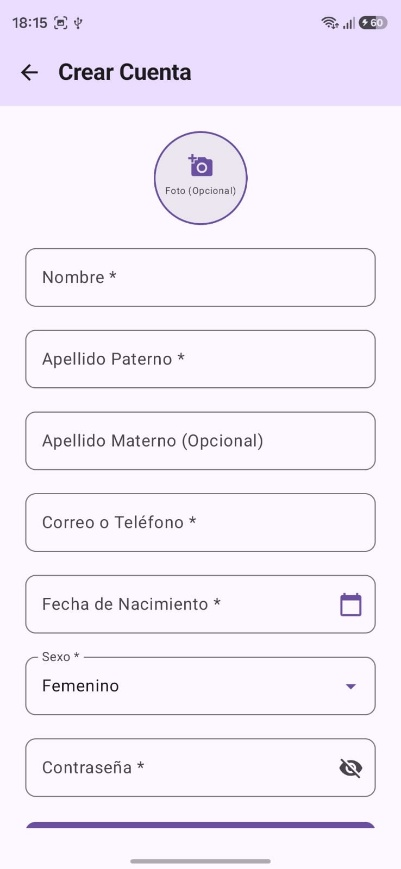 18:15
60
Crear Cuenta
Foto (Opcional)
Nombre *
Apellido Paterno *
Apellido Materno (Opcional)
Correo o Teléfono *
Fecha de Nacimiento *
Sexo *
Femenino
Contraseña *